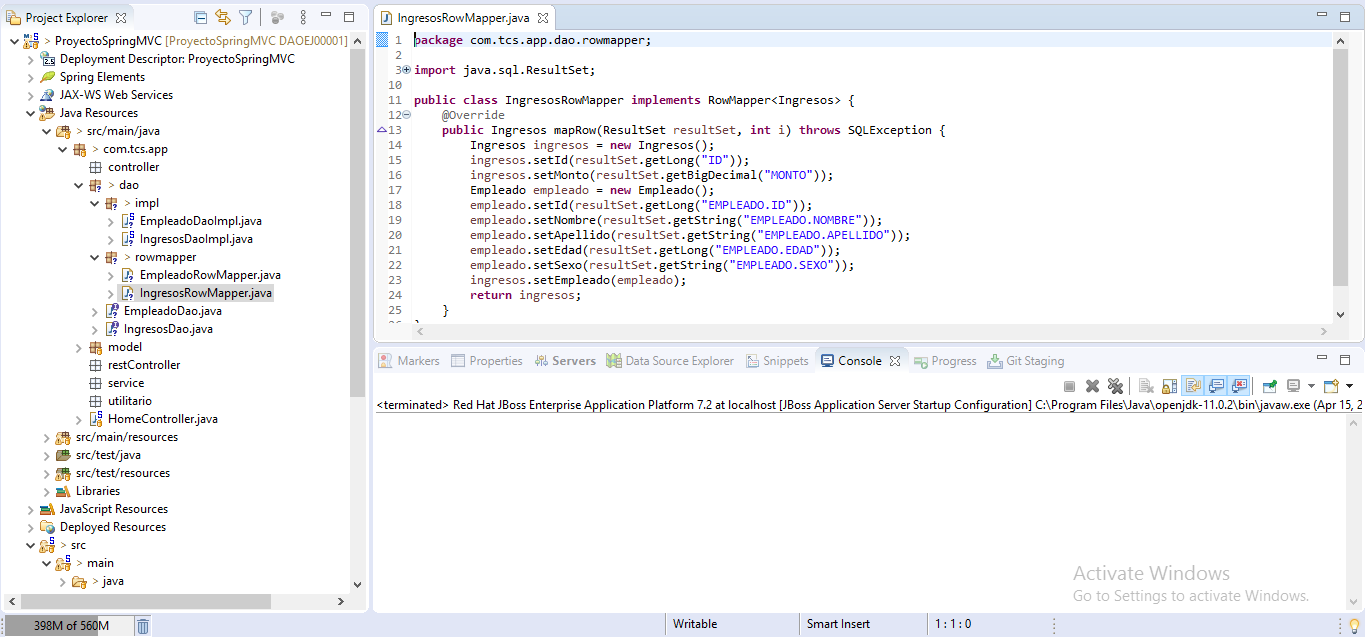 Project Explorer
> ProyectoSpringMVC [ProyectoSpringMVC DAOEJ00001]
Deployment Descriptor: ProyectoSpringMVC
Spring Elements
JAX-WS Web Services
Java Resources
> src/main/java
> com.tcs.app
controller
> dao
> impl
EmpleadoDaoImpl.java
IngresosDaoImpl.java
> rowmapper
EmpleadoRowMapper.java
IngresosRowMapper.java
EmpleadoDao.java
IngresosDao.java
model
restController
service
utilitario
HomeController.java
src/main/resources
src/test/java
src/test/resources
Libraries
JavaScript Resources
Deployed Resources
> src
> main
> java
IngresosRowMapper.java
1 package com.tcs.app.dao.rowmapper;
2
3 import java.sql.ResultSet;
10
11 public class IngresosRowMapper implements RowMapper<Ingresos> {
12 @Override
13 public Ingresos mapRow(ResultSet resultSet, int i) throws SQLException {
14 Ingresos ingresos = new Ingresos();
15 ingresos.setId(resultSet.getLong("ID"));
16 ingresos.setMonto(resultSet.getBigDecimal("MONTO"));
17 Empleado empleado = new Empleado();
18 empleado.setId(resultSet.getLong("EMPLEADO.ID"));
19 empleado.setNombre(resultSet.getString("EMPLEADO.NOMBRE"));
20 empleado.setApellido(resultSet.getString("EMPLEADO.APELLIDO"));
21 empleado.setEdad(resultSet.getLong("EMPLEADO.EDAD"));
22 empleado.setSexo(resultSet.getString("EMPLEADO.SEXO"));
23 ingresos.setEmpleado(empleado);
24 return ingresos;
25 }
Markers Properties Servers Data Source Explorer Snippets Console Progress Git Staging
<terminated> Red Hat JBoss Enterprise Application Platform 7.2 at localhost [JBoss Application Server Startup Configuration] C:\Program Files\Java\openjdk-11.0.2\bin\javaw.exe (Apr 15, 2
Activate Windows
Go to Settings to activate Windows.
398M of 560M
Writable
Smart Insert
1 : 1 : 0